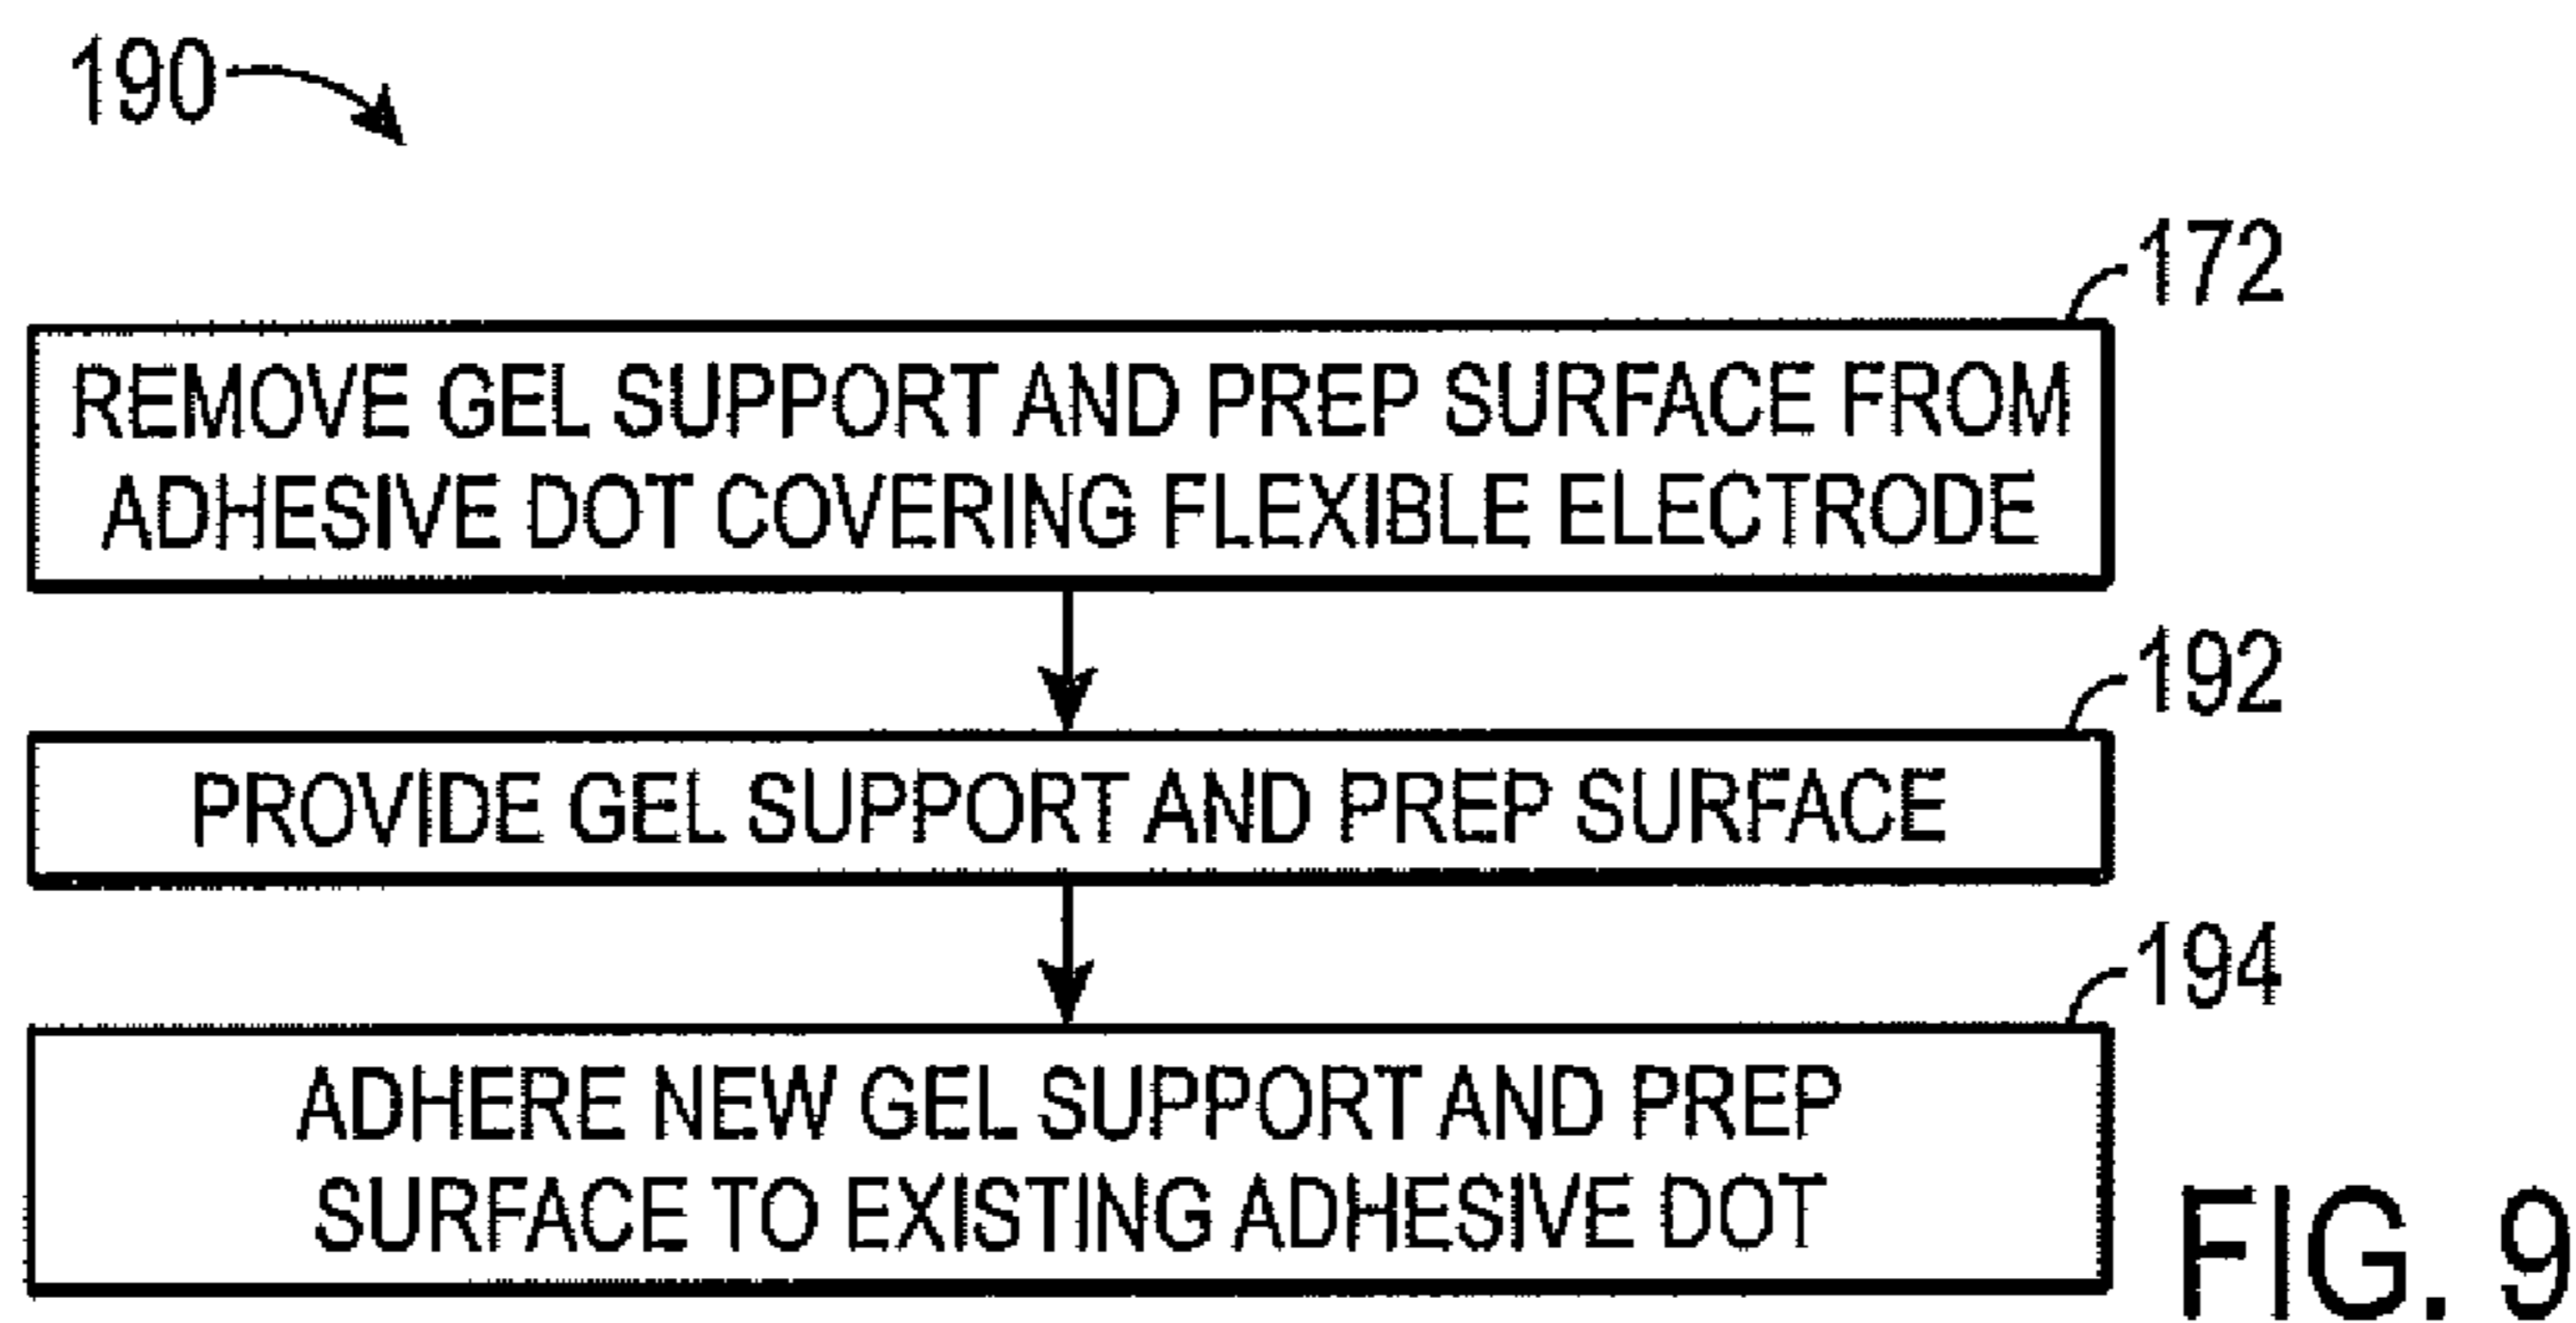 190
172
REMOVE GEL SUPPORT AND PREP SURFACE FROM
ADHESIVE DOT COVERING FLEXIBLE ELECTRODE
192
PROVIDE GEL SUPPORT AND PREP SURFACE
194
ADHERE NEW GEL SUPPORT AND PREP
SURFACE TO EXISTING ADHESIVE DOT
FIG. 9